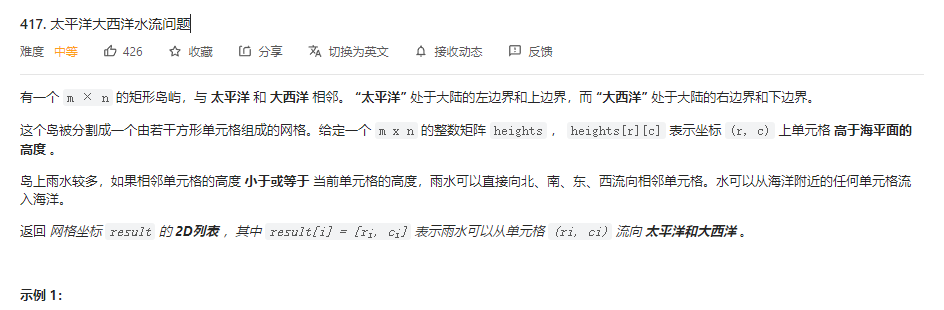 417. 太平洋大西洋水流问题
难度 中等 426 收藏 分享 切换为英文 接收动态 反馈
有一个 m × n 的矩形岛屿，与 太平洋 和 大西洋 相邻。 “太平洋” 处于大陆的左边界和上边界，而 “大西洋” 处于大陆的右边界和下边界。
这个岛被分割成一个由若干方形单元格组成的网格。给定一个 m x n 的整数矩阵 heights ， heights[r][c] 表示坐标 (r, c) 上单元格 高于海平面的
高度 。
岛上雨水较多，如果相邻单元格的高度 小于或等于 当前单元格的高度，雨水可以直接向北、南、东、西流向相邻单元格。水可以从海洋附近的任何单元格流
入海洋。
返回 网格坐标 result 的 2D列表 ，其中 result[i] = [ri, ci] 表示雨水可以从单元格 (ri, ci) 流向 太平洋和大西洋 。
示例 1：